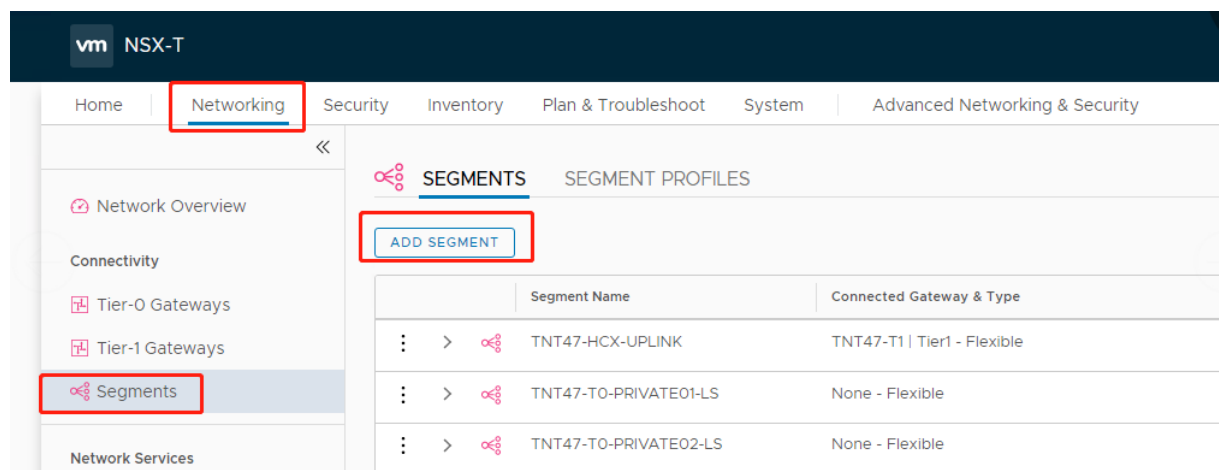 vm NSX-T
Home Networking Security Inventory Plan & Troubleshoot System Advanced Networking & Security
SEGMENTS SEGMENT PROFILES
Network Overview
ADD SEGMENT
Connectivity
Segment Name Connected Gateway & Type
Tier-0 Gateways
TNT47-HCX-UPLINK TNT47-T1 | Tier1 - Flexible
Tier-1 Gateways
Segments
TNT47-T0-PRIVATE01-LS None - Flexible
TNT47-T0-PRIVATE02-LS None - Flexible
Network Services